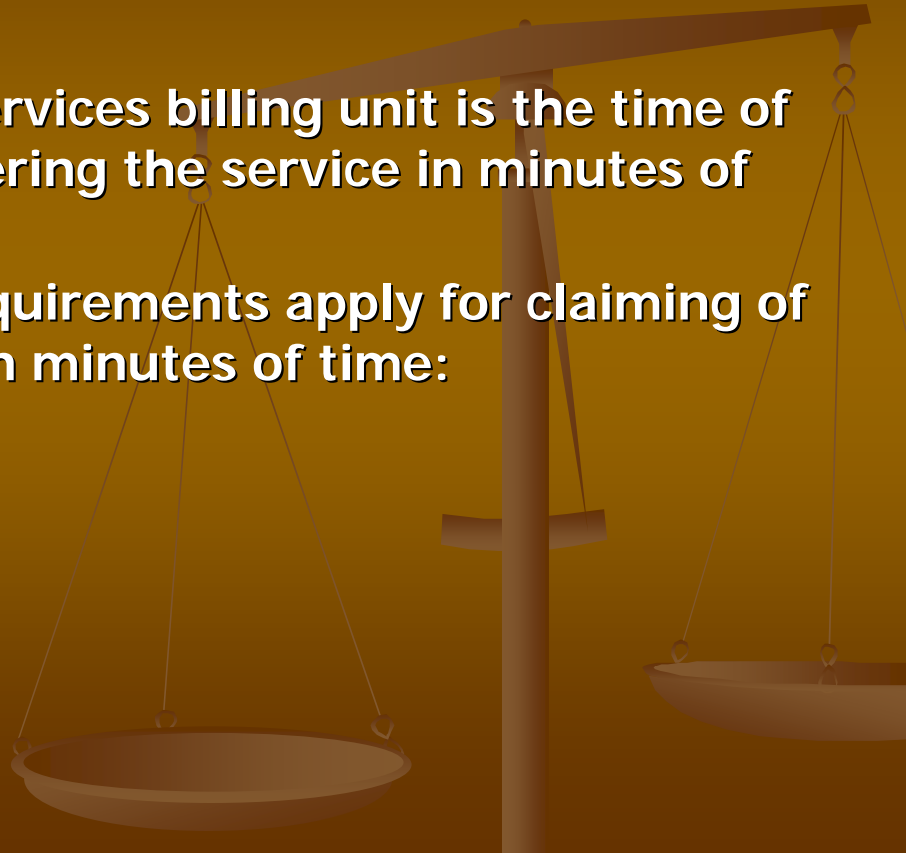 ervices billing unit is the time of
ering the service in minutes of
quirements apply for claiming of
n minutes of time: